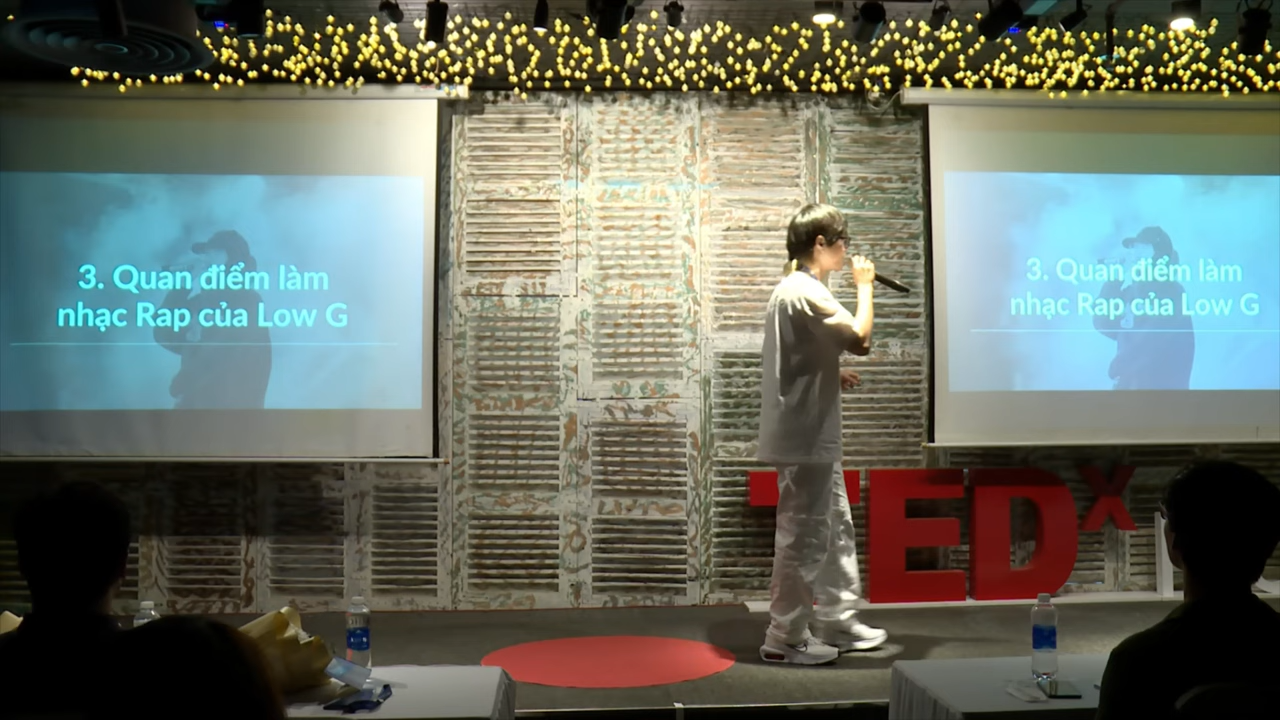 3. Quan điểm làm
nhạc Rap của Low G
3. Quan điểm làm
nhạc Rap của Low G
TEDx